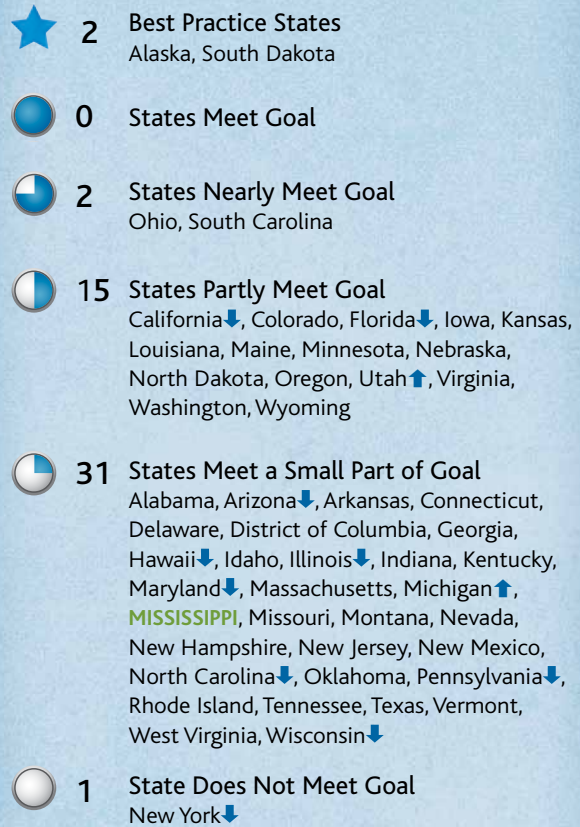 2 Best Practice States
Alaska, South Dakota
0 States Meet Goal
2 States Nearly Meet Goal
Ohio, South Carolina
15 States Partly Meet Goal
California⬇, Colorado, Florida⬇, Iowa, Kansas,
Louisiana, Maine, Minnesota, Nebraska,
North Dakota, Oregon, Utah⬆, Virginia,
Washington, Wyoming
31 States Meet a Small Part of Goal
Alabama, Arizona⬇, Arkansas, Connecticut,
Delaware, District of Columbia, Georgia,
Hawaii⬇, Idaho, Illinois⬇, Indiana, Kentucky,
Maryland⬇, Massachusetts, Michigan⬆,
MISSISSIPPI, Missouri, Montana, Nevada,
New Hampshire, New Jersey, New Mexico,
North Carolina⬇, Oklahoma, Pennsylvania⬇,
Rhode Island, Tennessee, Texas, Vermont,
West Virginia, Wisconsin⬇
1 State Does Not Meet Goal
New York⬇